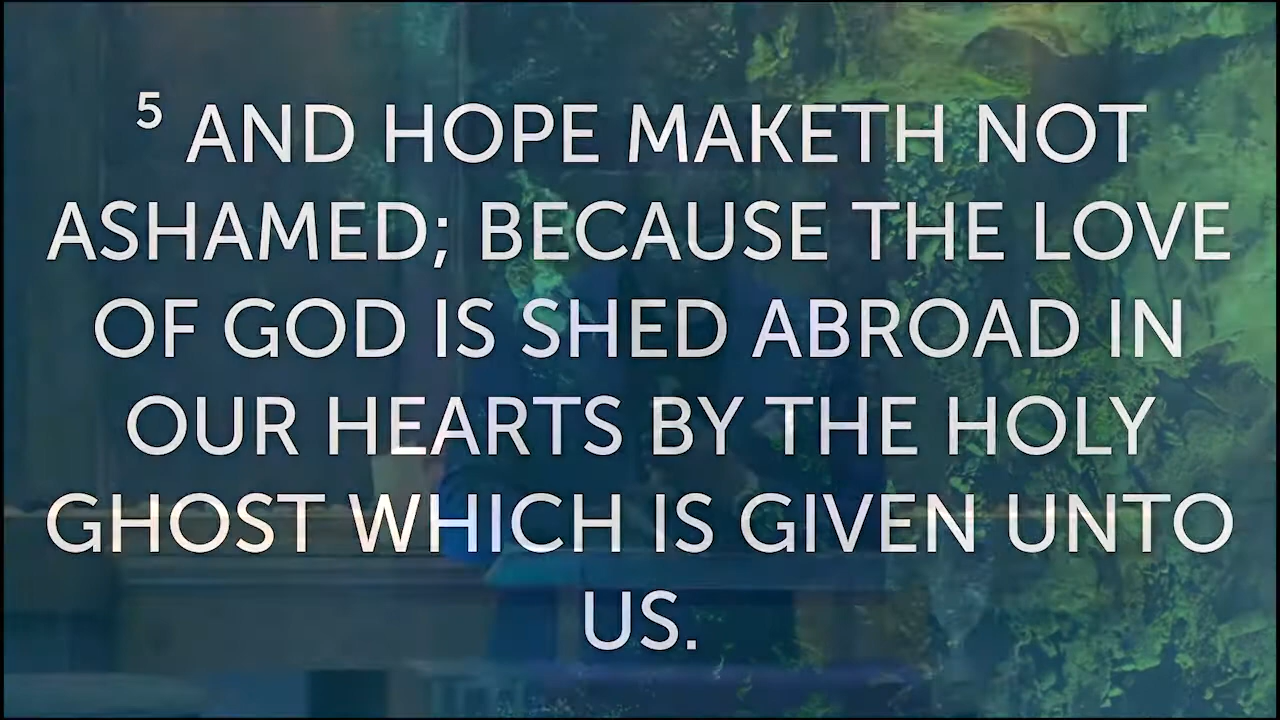 ⁵ AND HOPE MAKETH NOT
ASHAMED; BECAUSE THE LOVE
OF GOD IS SHED ABROAD IN
OUR HEARTS BY THE HOLY
GHOST WHICH IS GIVEN UNTO
US.